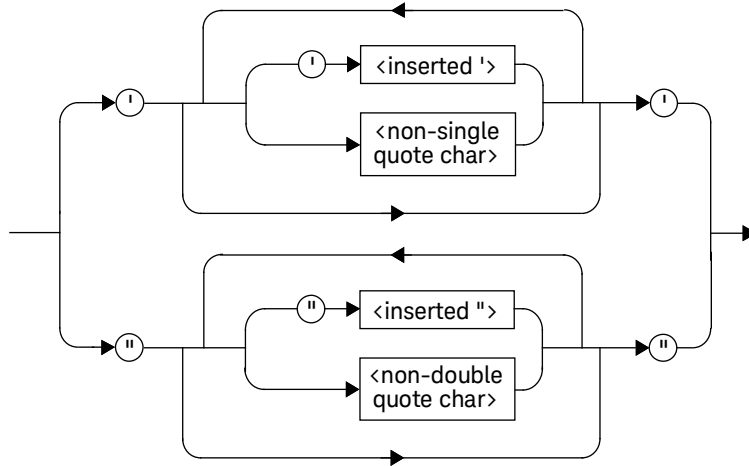 ' <inserted '>
' <non-single
quote char> '
" <inserted ">
" <non-double
quote char> "